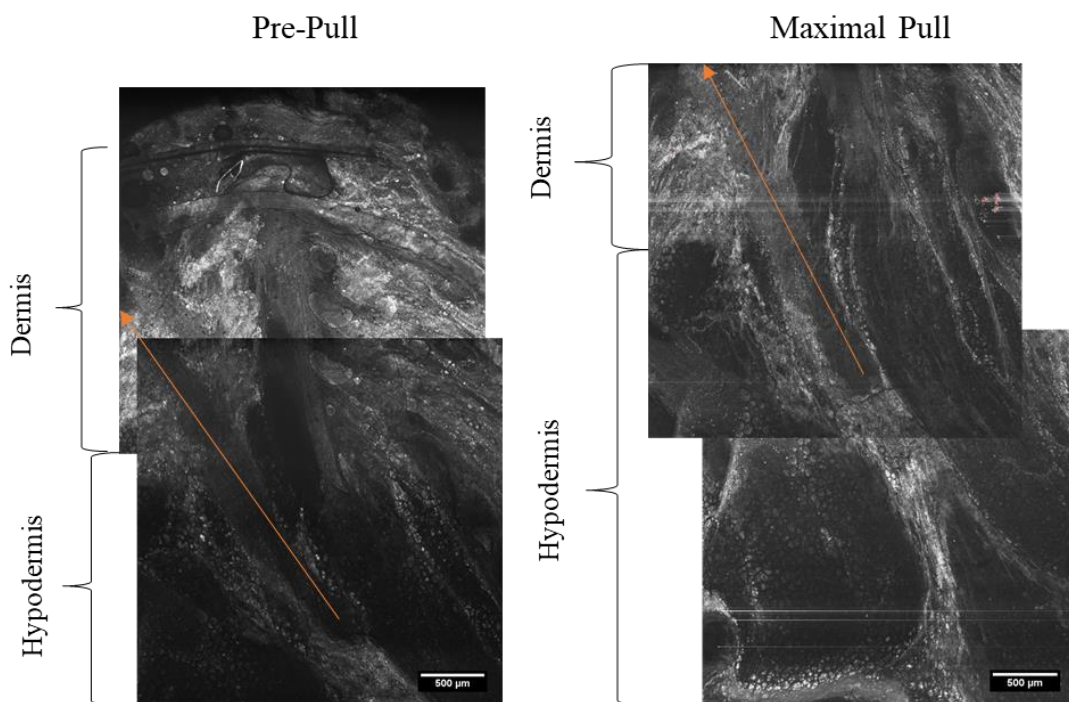 Pre-Pull
Maximal Pull
Dermis
Hypodermis
500 µm
Dermis
Hypodermis
500 µm